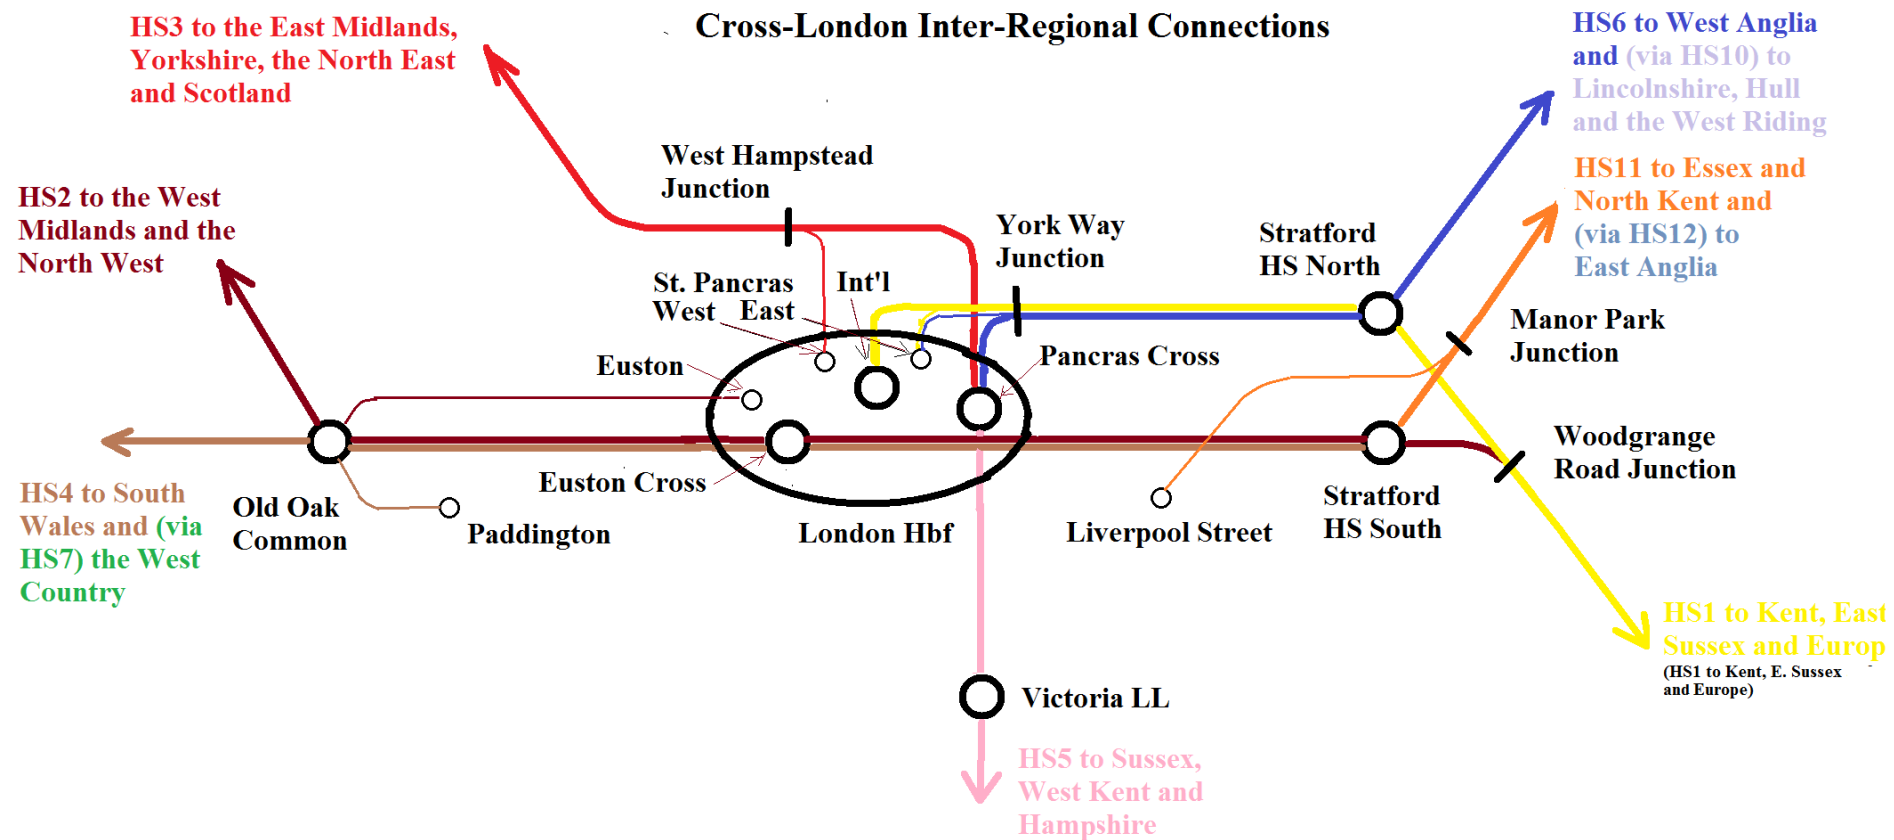 Cross-London Inter-Regional Connections
HS3 to the East Midlands,
Yorkshire, the North East
and Scotland
HS6 to West Anglia
and (via HS10) to
Lincolnshire, Hull
and the West Riding
West Hampstead
Junction
HS11 to Essex and
North Kent and
(via HS12) to
East Anglia
HS2 to the West
Midlands and the
North West
York Way
Junction
Stratford
HS North
St. Pancras
West East
Int'l
Manor Park
Junction
Euston
Pancras Cross
Woodgrange
Road Junction
Euston Cross
HS4 to South
Wales and (via
HS7) the West
Country
Old Oak
Common
Paddington
London Hbf
Liverpool Street
Stratford
HS South
HS1 to Kent, East
Sussex and Europ
(HS1 to Kent, E. Sussex
and Europe)
Victoria LL
HS5 to Sussex,
West Kent and
Hampshire